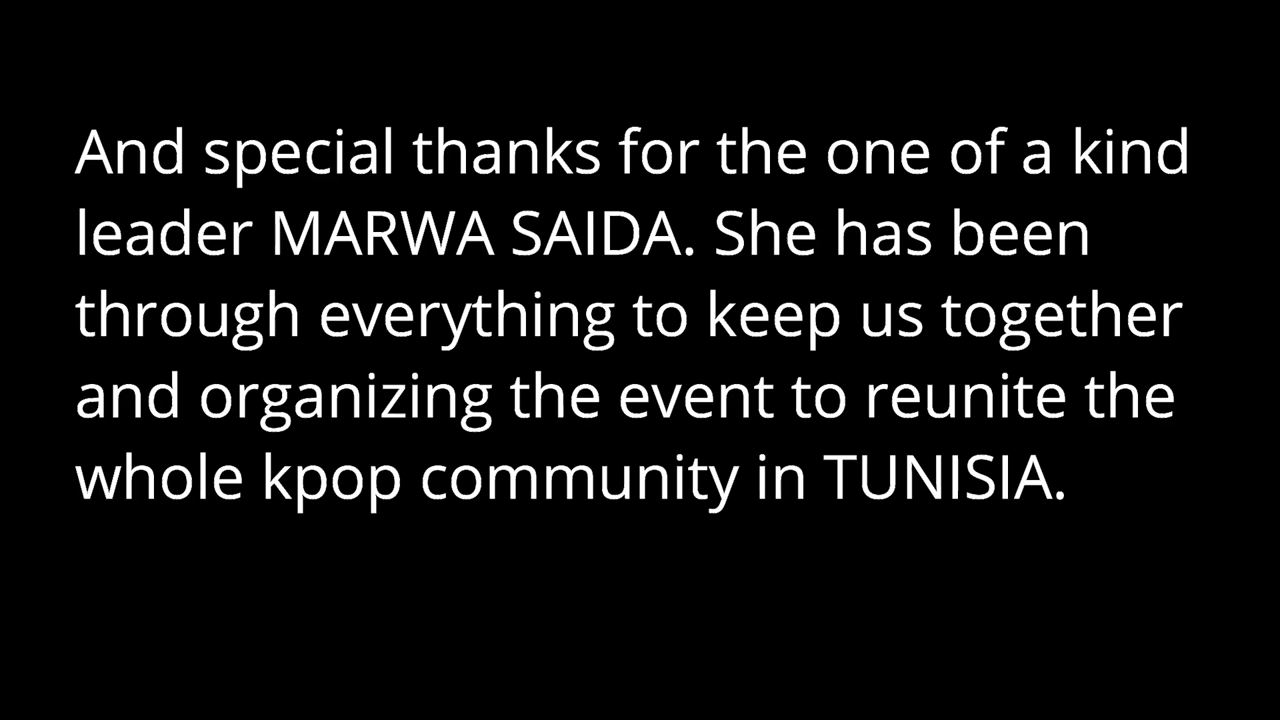 And special thanks for the one of a kind
leader MARWA SAIDA. She has been
through everything to keep us together
and organizing the event to reunite the
whole kpop community in TUNISIA.